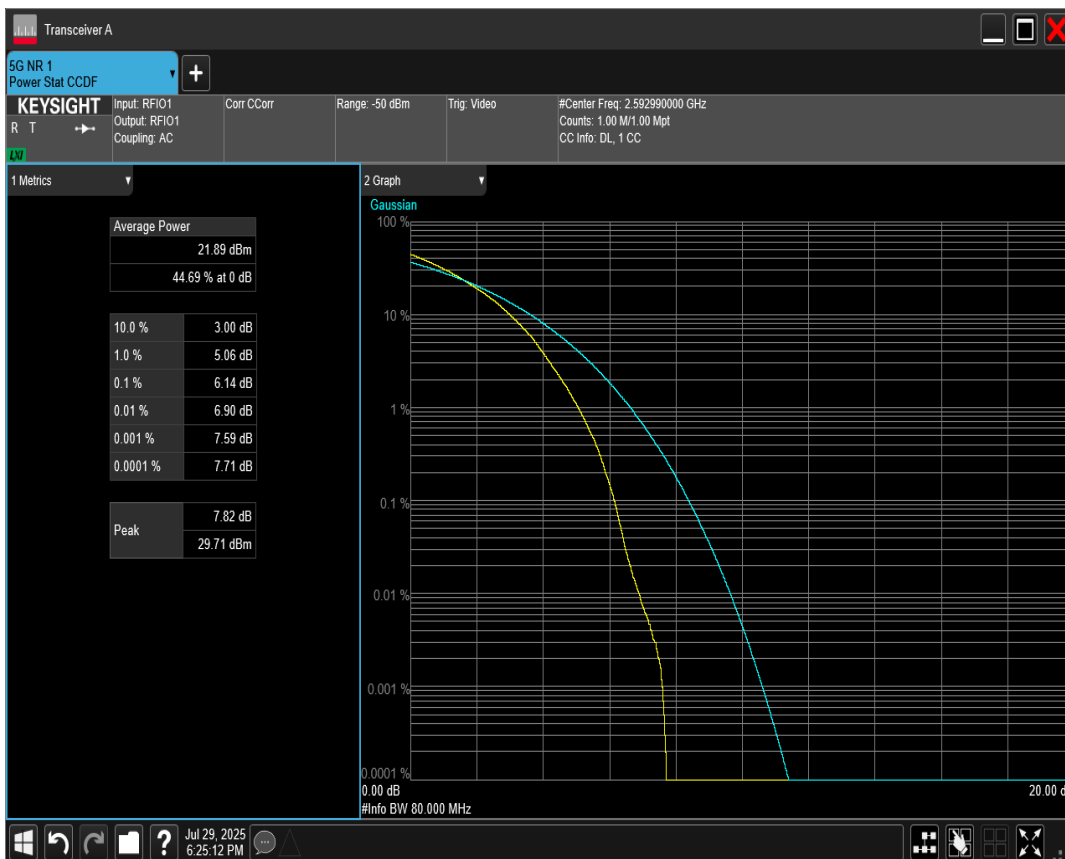 Transceiver A
5G NR 1
Power Stat CCDF
+
KEYSIGHT
R T
LXI
Input: RFIO1
Output: RFIO1
Coupling: AC
Corr CCorr
Range: -50 dBm
Trig: Video
#Center Freq: 2.592990000 GHz
Counts: 1.00 M/1.00 Mpt
CC Info: DL, 1 CC
1 Metrics
Average Power
21.89 dBm
44.69 % at 0 dB
10.0 % 3.00 dB
1.0 % 5.06 dB
0.1 % 6.14 dB
0.01 % 6.90 dB
0.001 % 7.59 dB
0.0001 % 7.71 dB
Peak 7.82 dB
29.71 dBm
2 Graph
Gaussian
100 %
10 %
1 %
0.1 %
0.01 %
0.001 %
0.0001 %
0.00 dB 20.00 d
#Info BW 80.000 MHz
?
Jul 29, 2025
6:25:12 PM